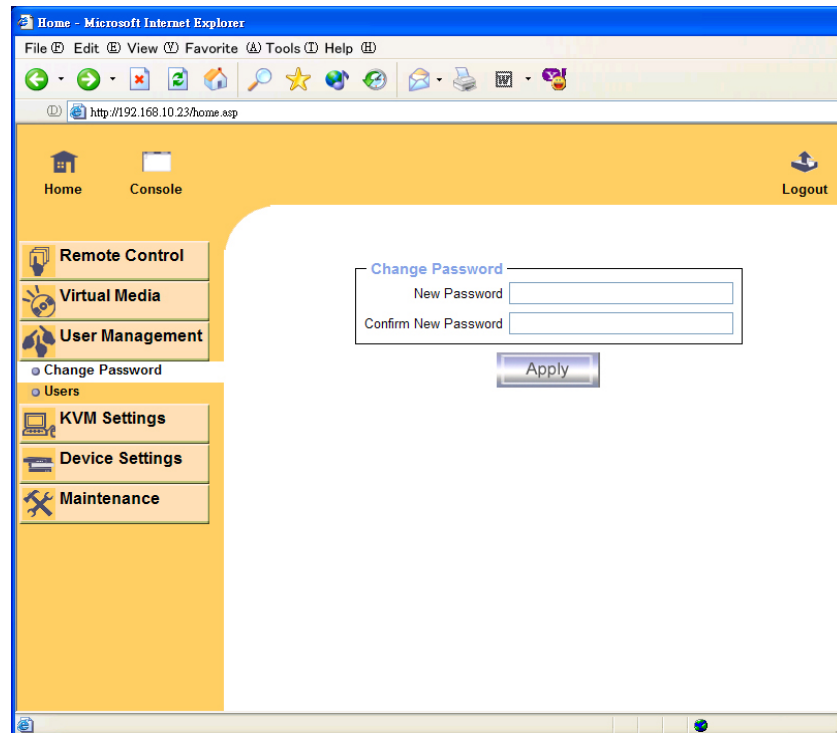 Home - Microsoft Internet Explorer
File (F) Edit (E) View (V) Favorite (A) Tools (T) Help (H)
(D) http://192.168.10.23/home.asp
Home
Console
Logout
Remote Control
Virtual Media
User Management
Change Password
Users
KVM Settings
Device Settings
Maintenance
Change Password
New Password
Confirm New Password
Apply